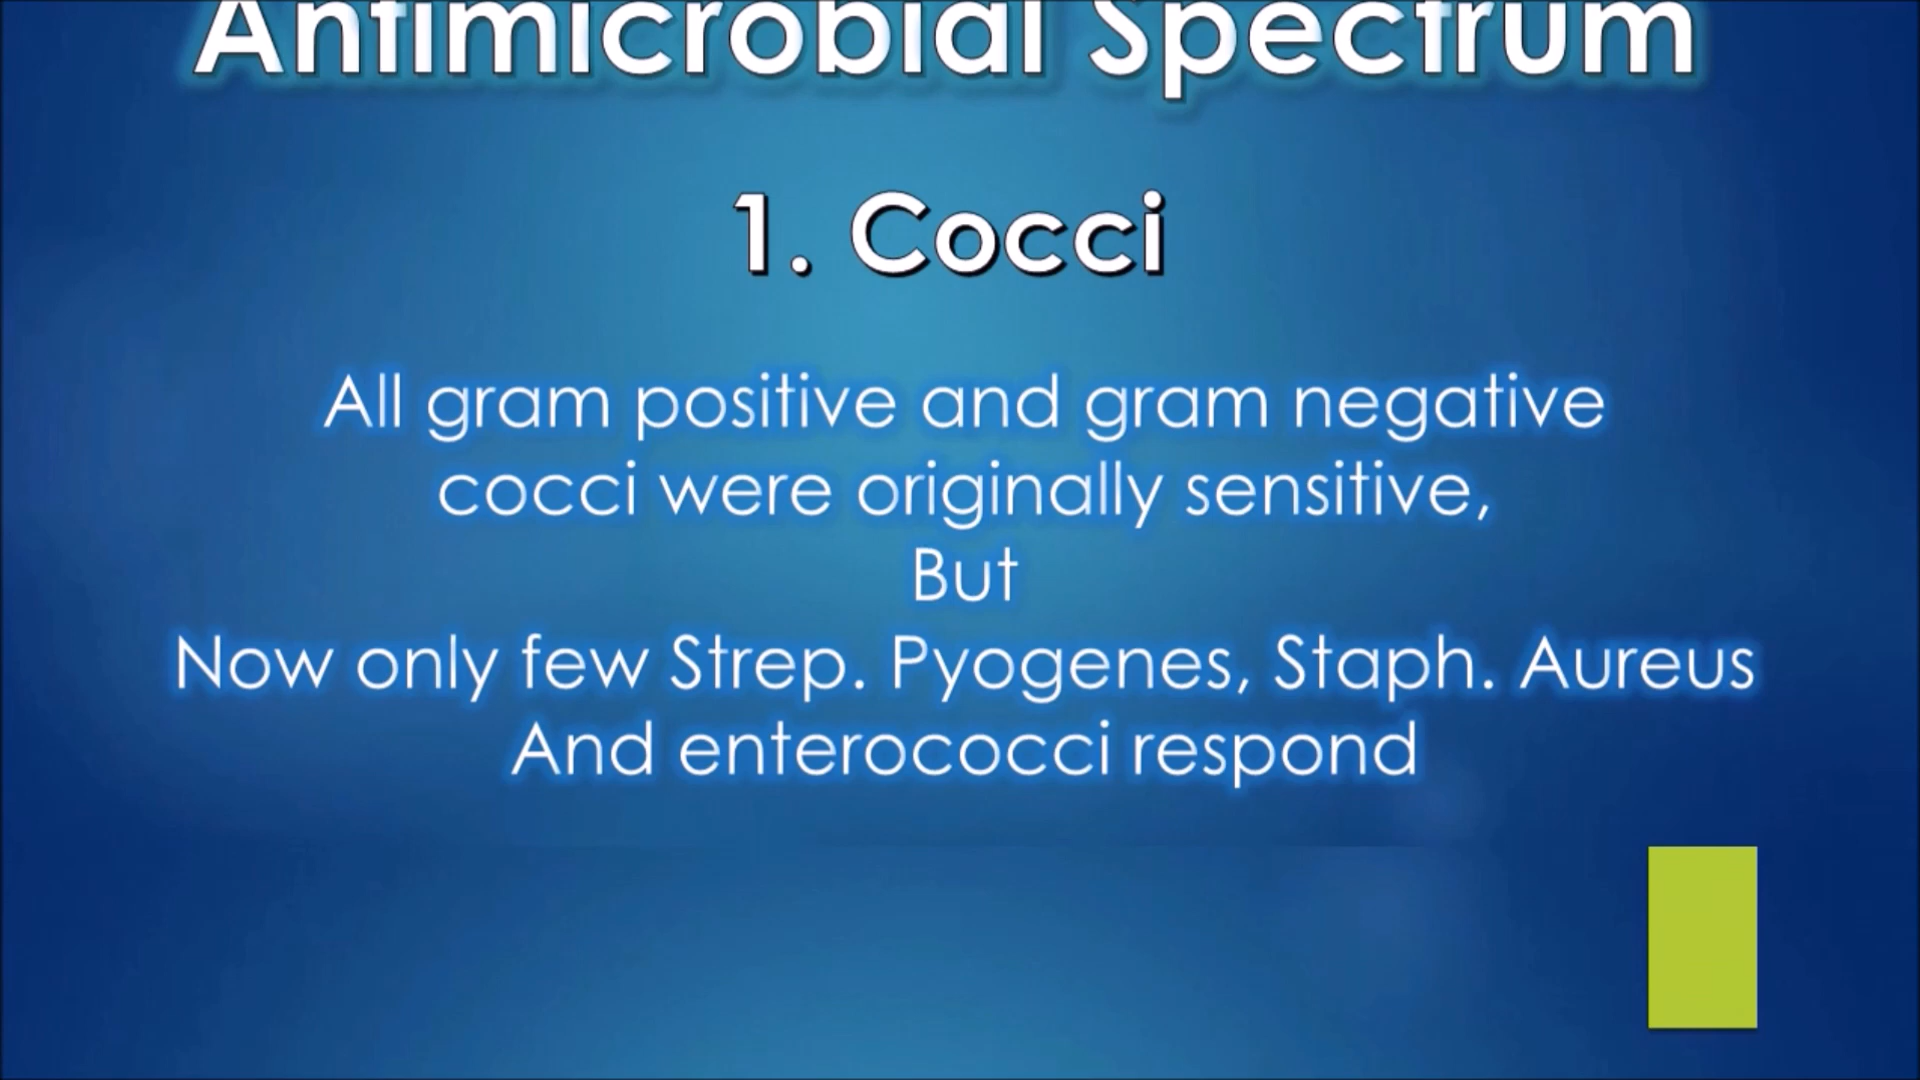 Antimicrobial Spectrum
1. Cocci
All gram positive and gram negative
cocci were originally sensitive,
But
Now only few Strep. Pyogenes, Staph. Aureus
And enterococci respond